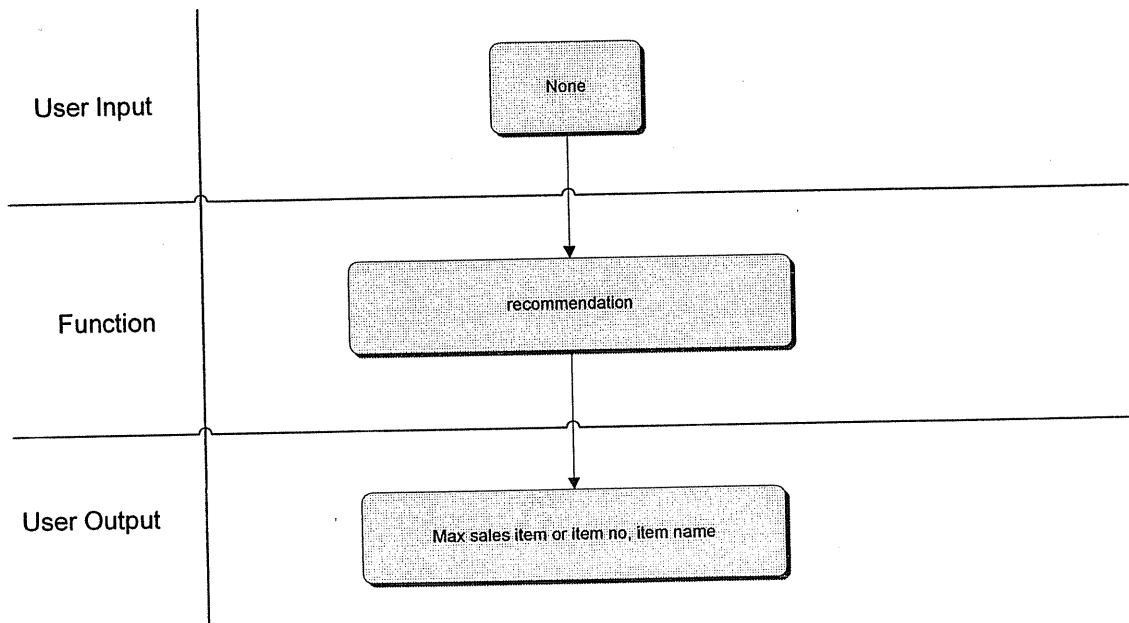 User Input
None
Function
recommendation
User Output
Max sales item or item no, item name